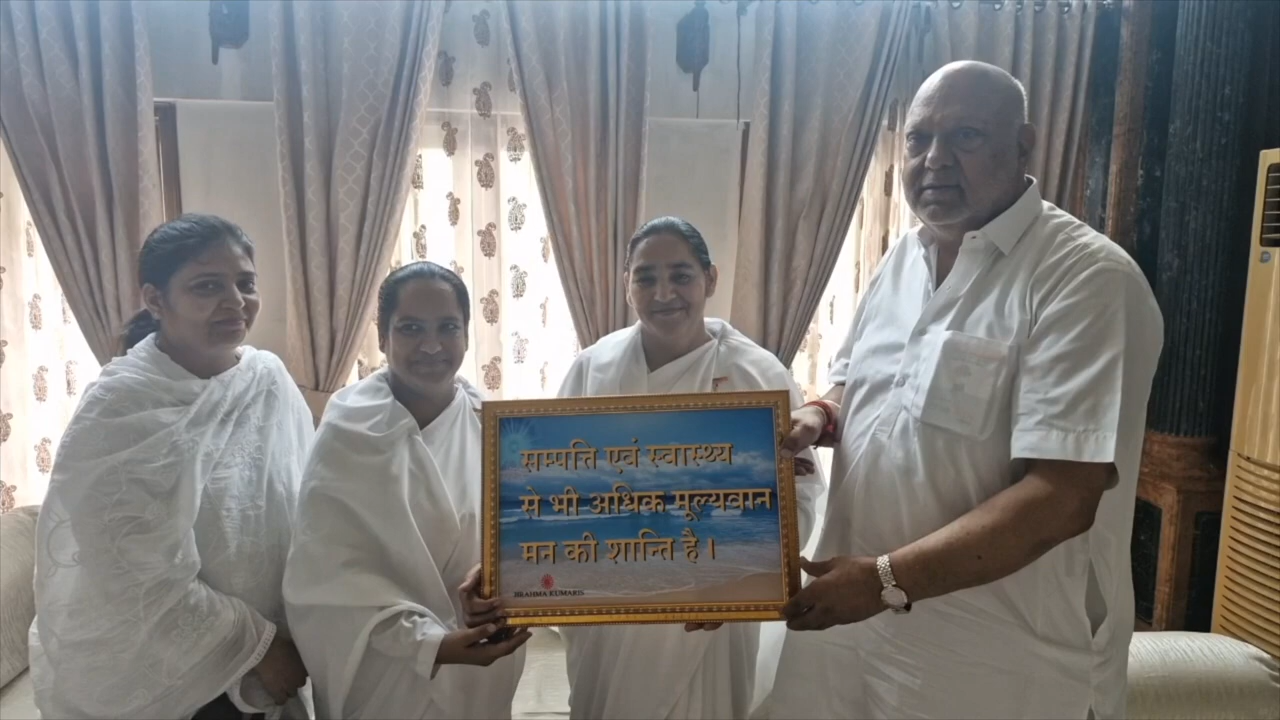 सम्पत्ति एवं स्वास्थ्य
से भी अधिक मूल्यवान
मन की शान्ति है।
BRAHMA KUMARIS